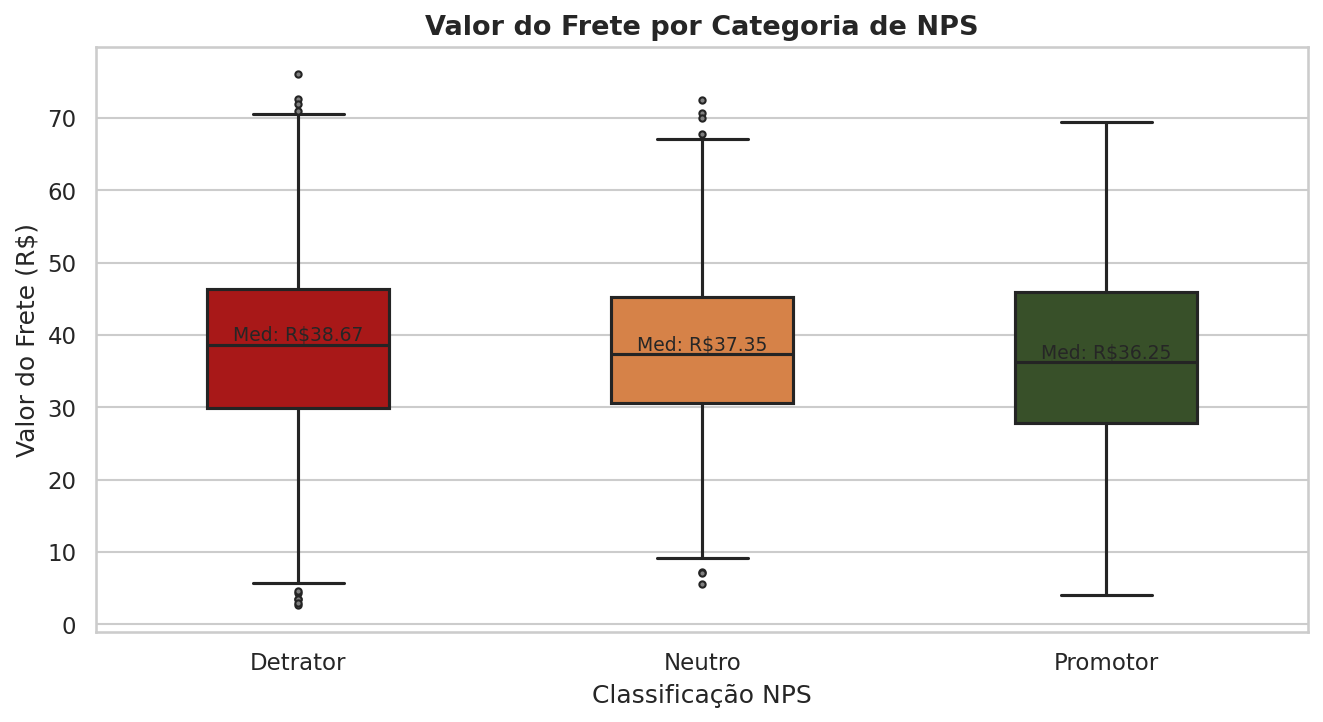 Valor do Frete por Categoria de NPS
Valor do Frete (R$)
70
60
50
40
30
20
10
0
Med: R$38.67
Med: R$37.35
Med: R$36.25
Detrator
Neutro
Promotor
Classificação NPS